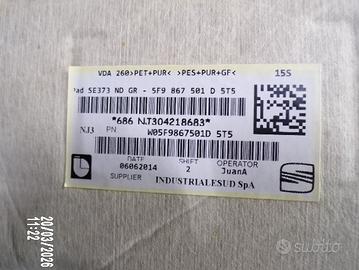 VDA 260>PET+PUR< >PES+PUR+GF< 15S
Pad SE373 ND GR - 5F9 867 501 D 5T5
*686 NJ304218683*
NJ3 PN W05F9867501D 5T5
DATE SHIFT OPERATOR
06062014 2 JuanA
SUPPLIER INDUSTRIALESUD SpA
20/03/2026
11:22
subito